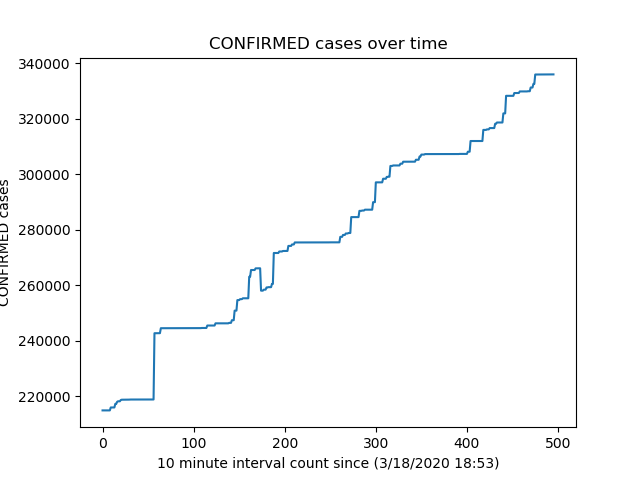 CONFIRMED cases over time
340000
320000
300000
280000
260000
240000
220000
CONFIRMED cases
0 100 200 300 400 500
10 minute interval count since (3/18/2020 18:53)